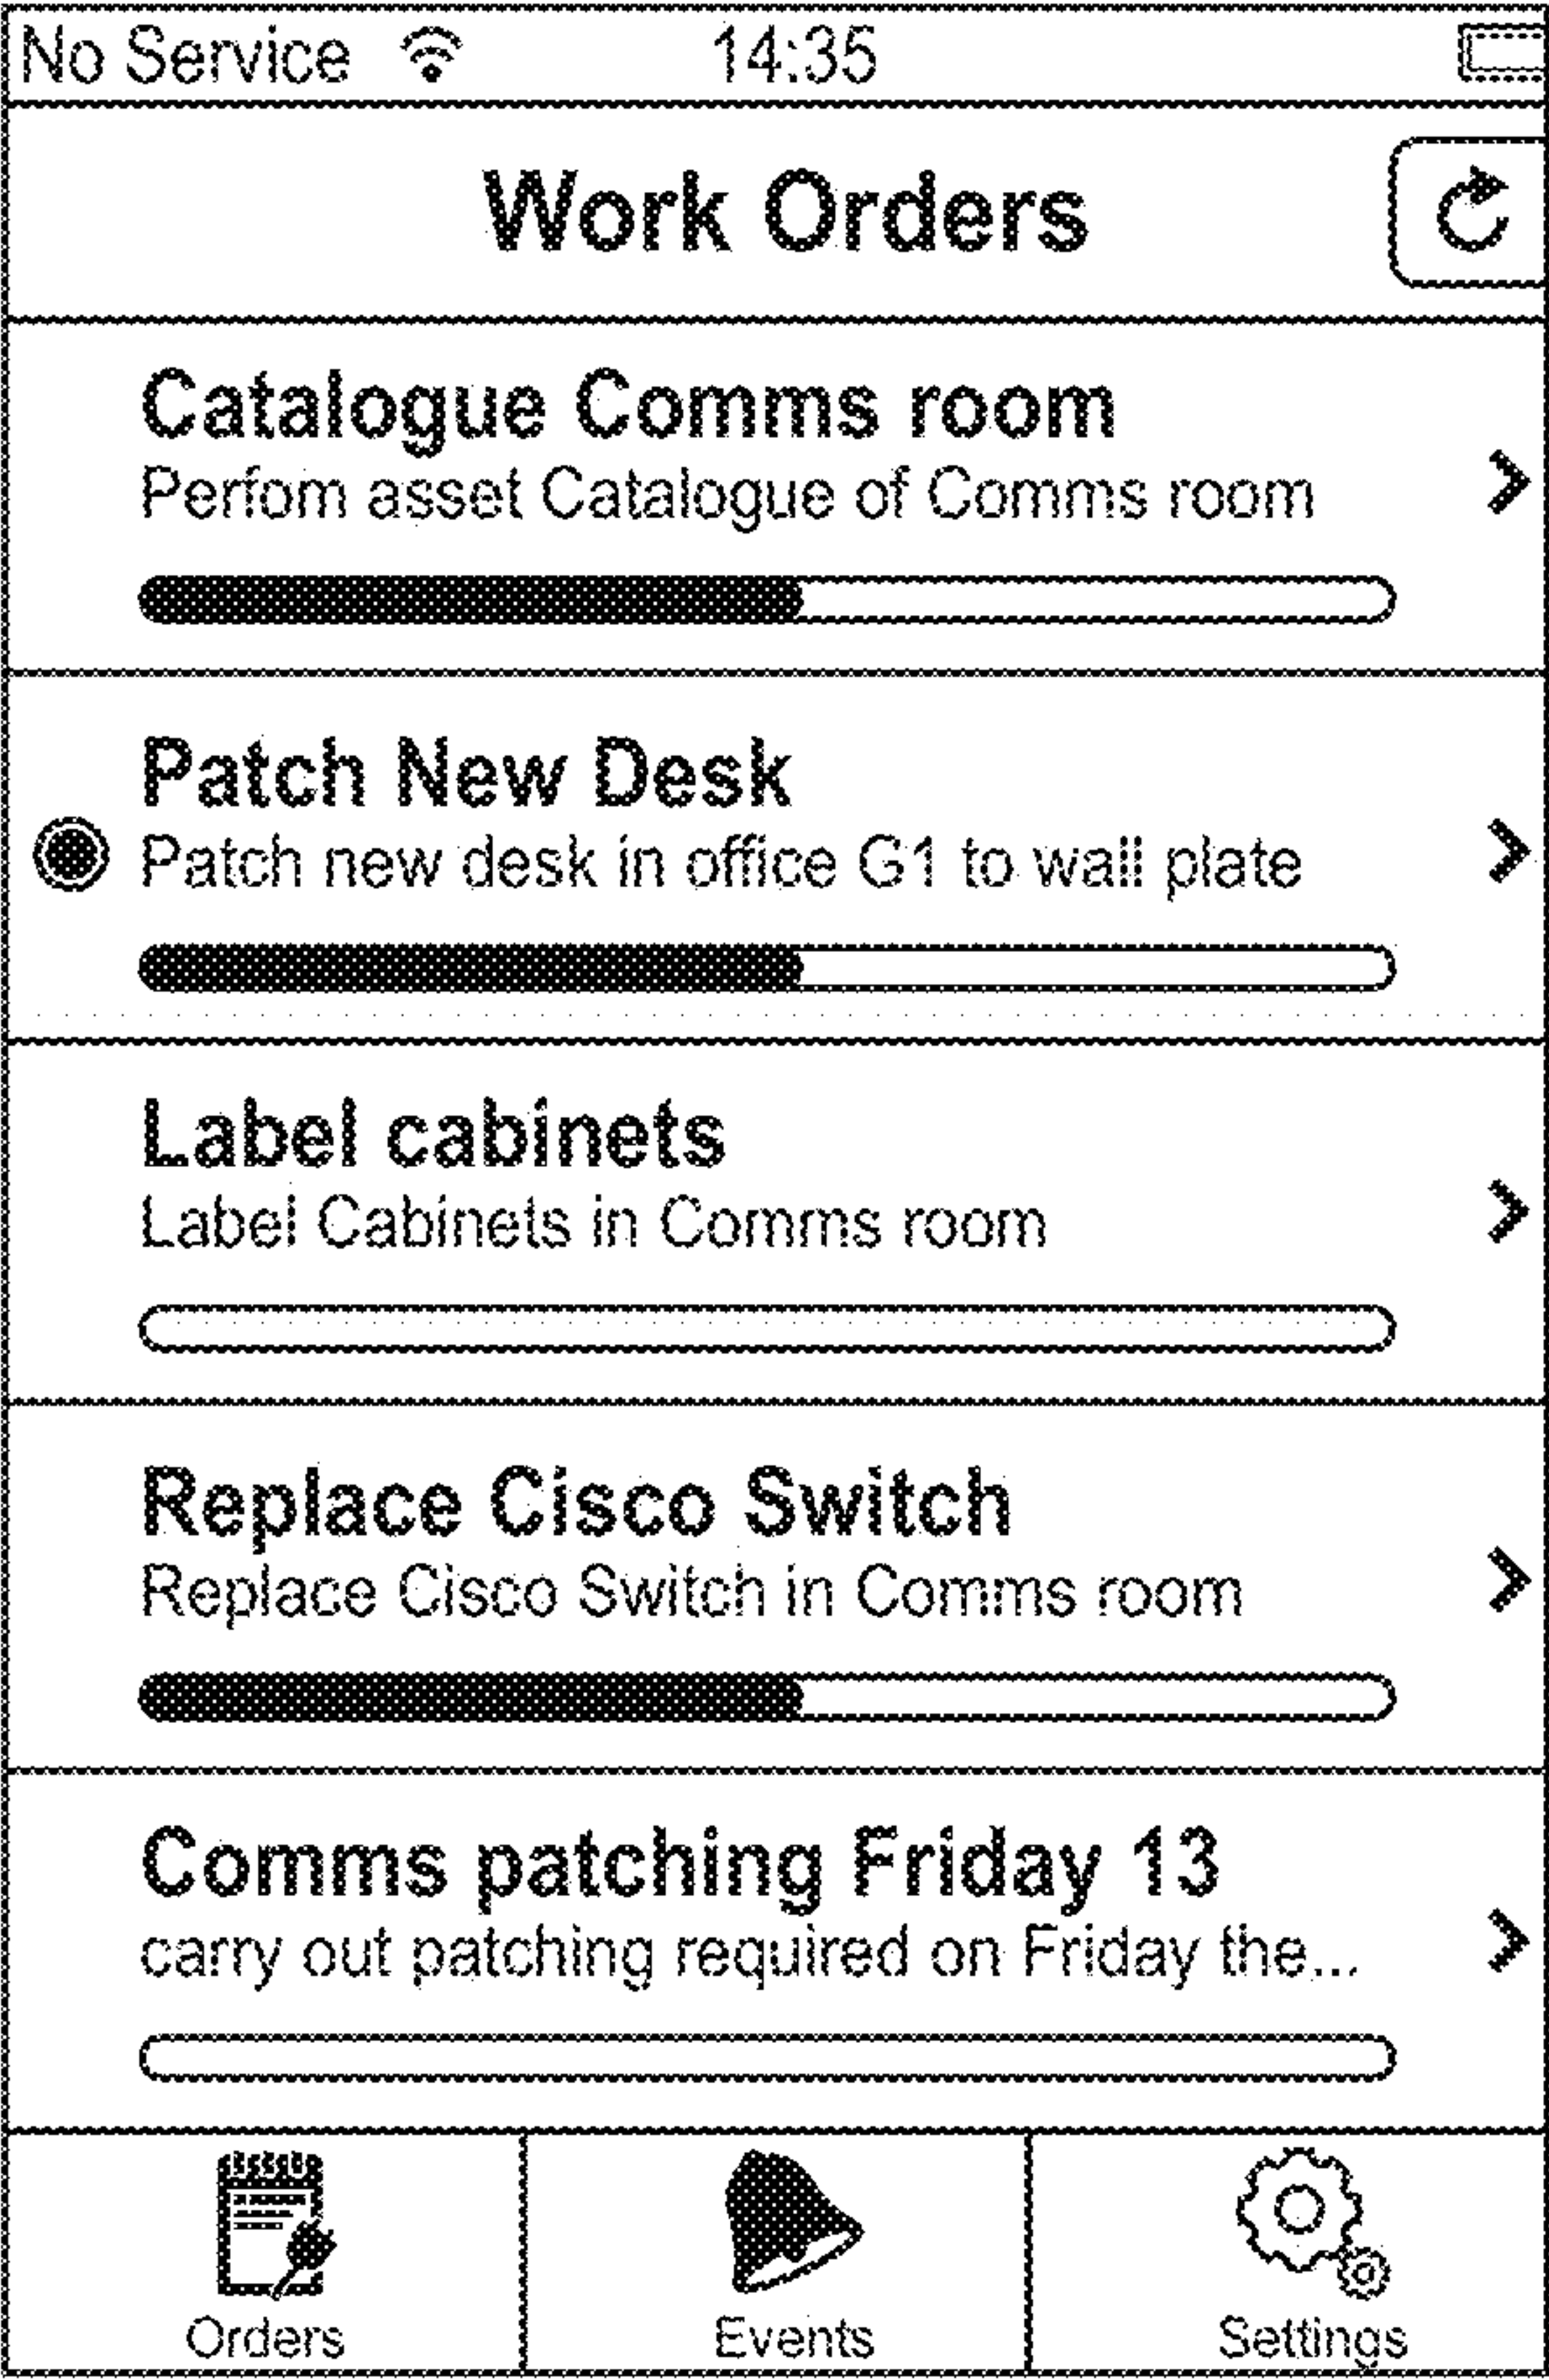 No Service 14:35
Work Orders
Catalogue Comms room
Perfom asset Catalogue of Comms room
Patch New Desk
Patch new desk in office G1 to wall plate
Label cabinets
Label Cabinets in Comms room
Replace Cisco Switch
Replace Cisco Switch in Comms room
Comms patching Friday 13
carry out patching required on Friday the...
Orders Events Settings